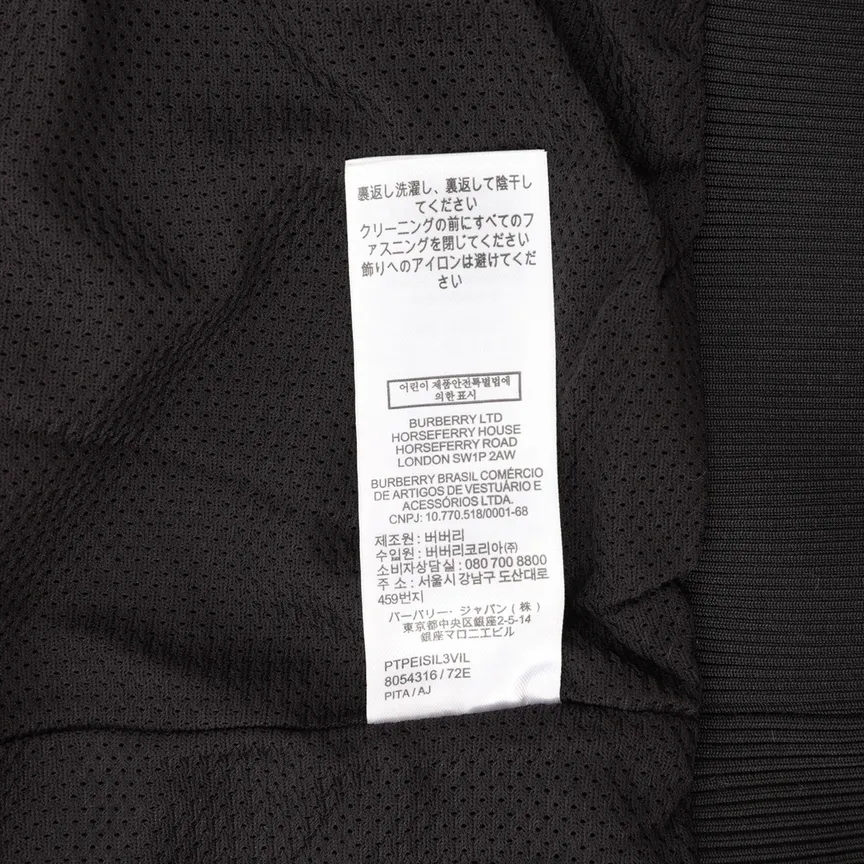 裏返し洗濯し、裏返して陰干し
てください
クリーニングの前にすべてのフ
ァスニングを閉じてください
飾りへのアイロンは避けてくだ
さい
어린이 제품안전특별법에
의한 표시
BURBERRY LTD
HORSEFERRY HOUSE
HORSEFERRY ROAD
LONDON SW1P 2AW
BURBERRY BRASIL COMÉRCIO
DE ARTIGOS DE VESTUÁRIO E
ACESSÓRIOS LTDA.
CNPJ: 10.770.518/0001-68
제조원 : 버버리
수입원 : 버버리코리아㈜
소비자상담실 : 080 700 8800
주 소 : 서울시 강남구 도산대로
459번지
バーバリー・ジャパン(株)
東京都中央区銀座2-5-14
銀座マロニエビル
PTPEISIL3VIL
8054316 / 72E
PITA / AJ